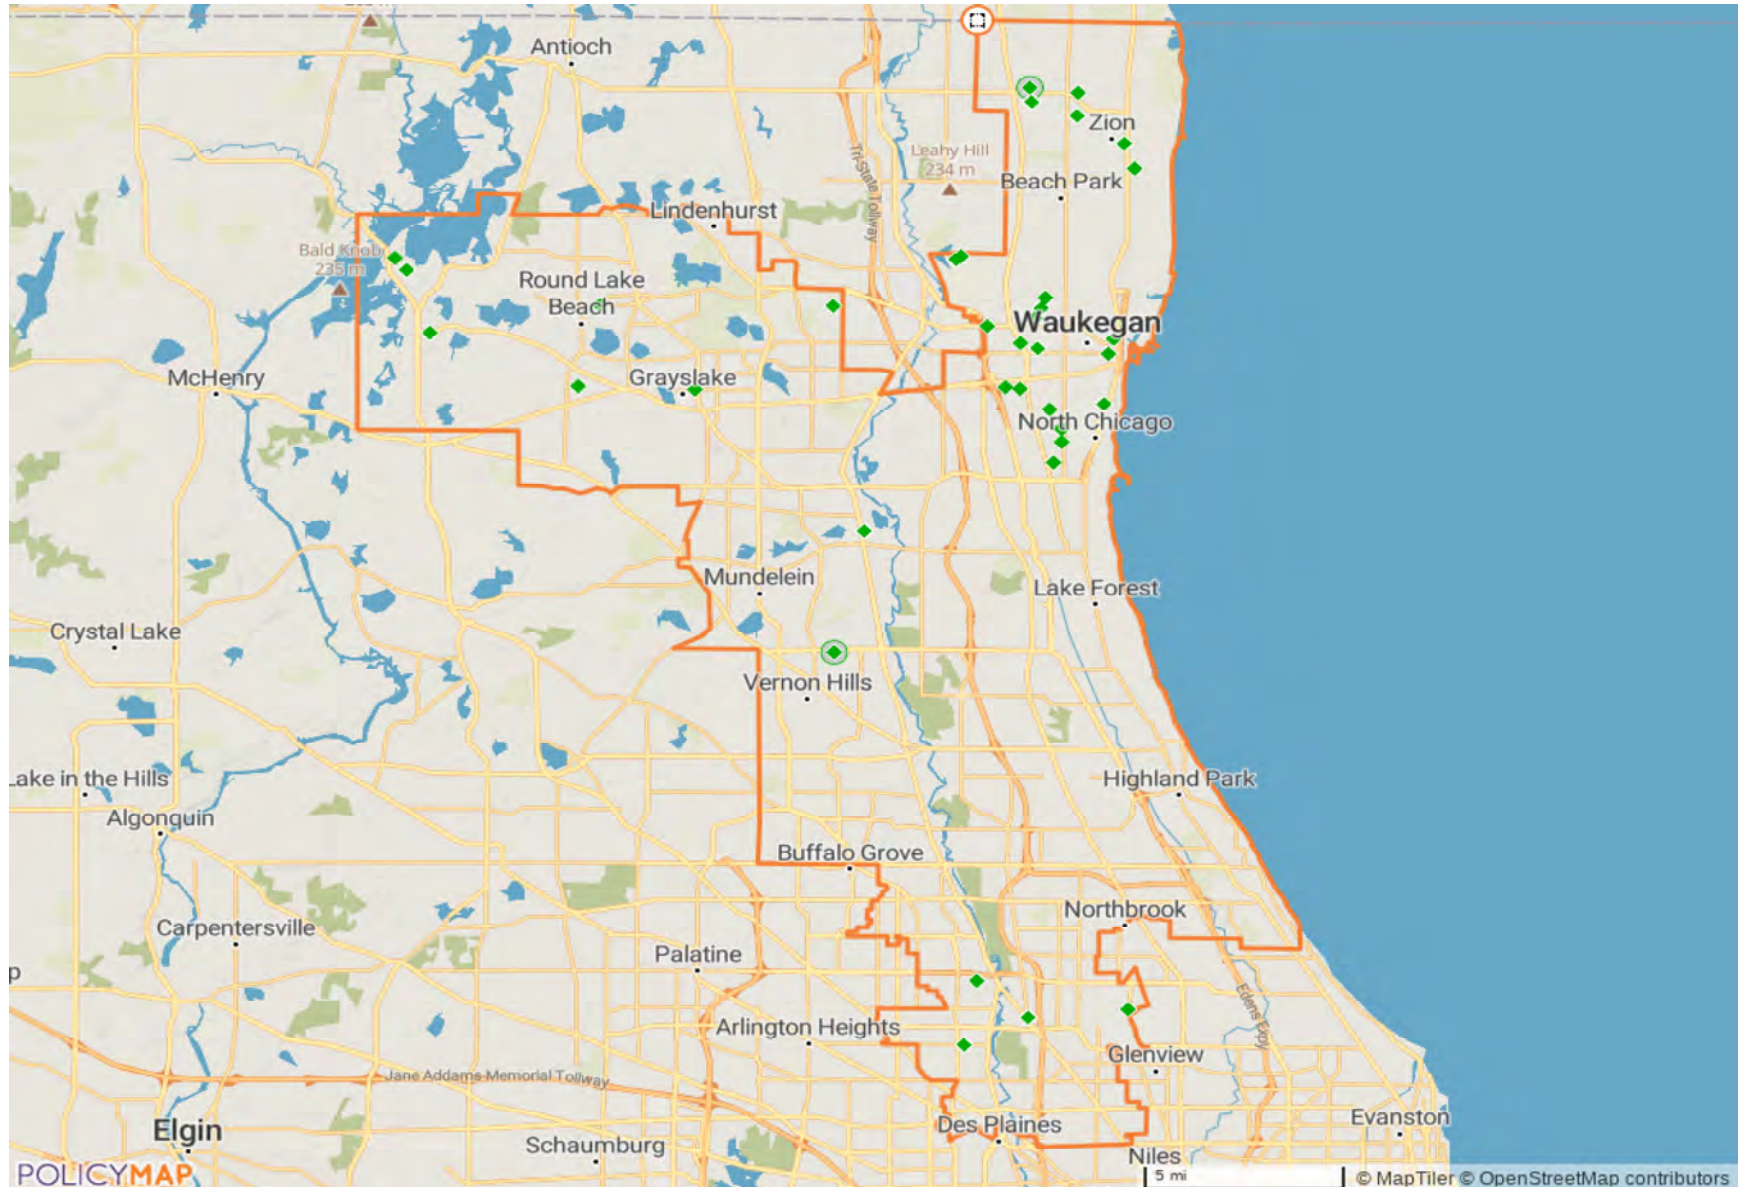 Antioch
Zion
Leahy Hill
234 m
Tri-State Tollway
Beach Park
Lindenhurst
Bald Knob
235 m
Round Lake
Beach
Waukegan
McHenry
Grayslake
North Chicago
Mundelein
Lake Forest
Crystal Lake
Vernon Hills
Lake in the Hills
Highland Park
Algonquin
Buffalo Grove
Northbrook
Carpentersville
Palatine
p
Edens Expy
Arlington Heights
Glenview
Jane Addams Memorial Tollway
Elgin
Des Plaines
Evanston
Schaumburg
Niles
POLICYMAP
5 mi
© MapTiler © OpenStreetMap contributors